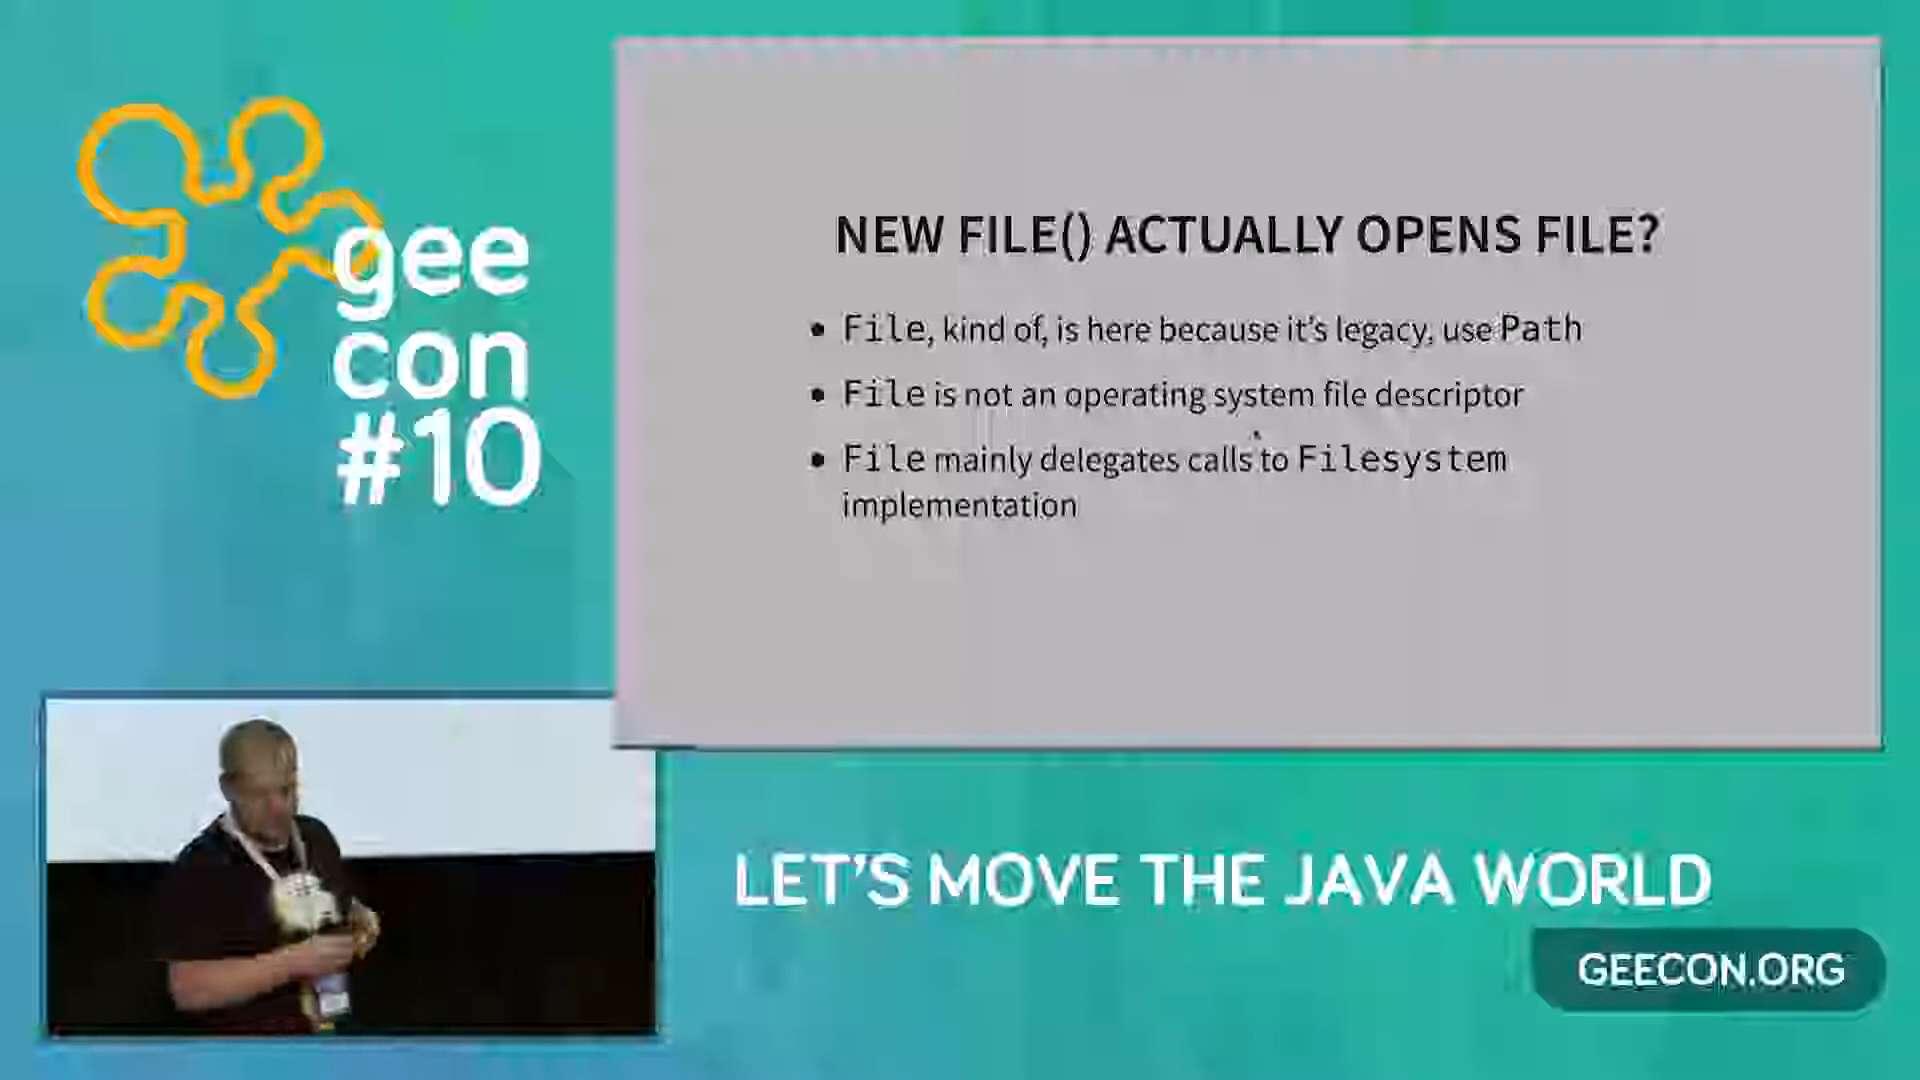 gee
con
#10
NEW FILE() ACTUALLY OPENS FILE?
• File, kind of, is here because it's legacy, use Path
• File is not an operating system file descriptor
• File mainly delegates calls to Filesystem
implementation
LET'S MOVE THE JAVA WORLD
GEECON.ORG